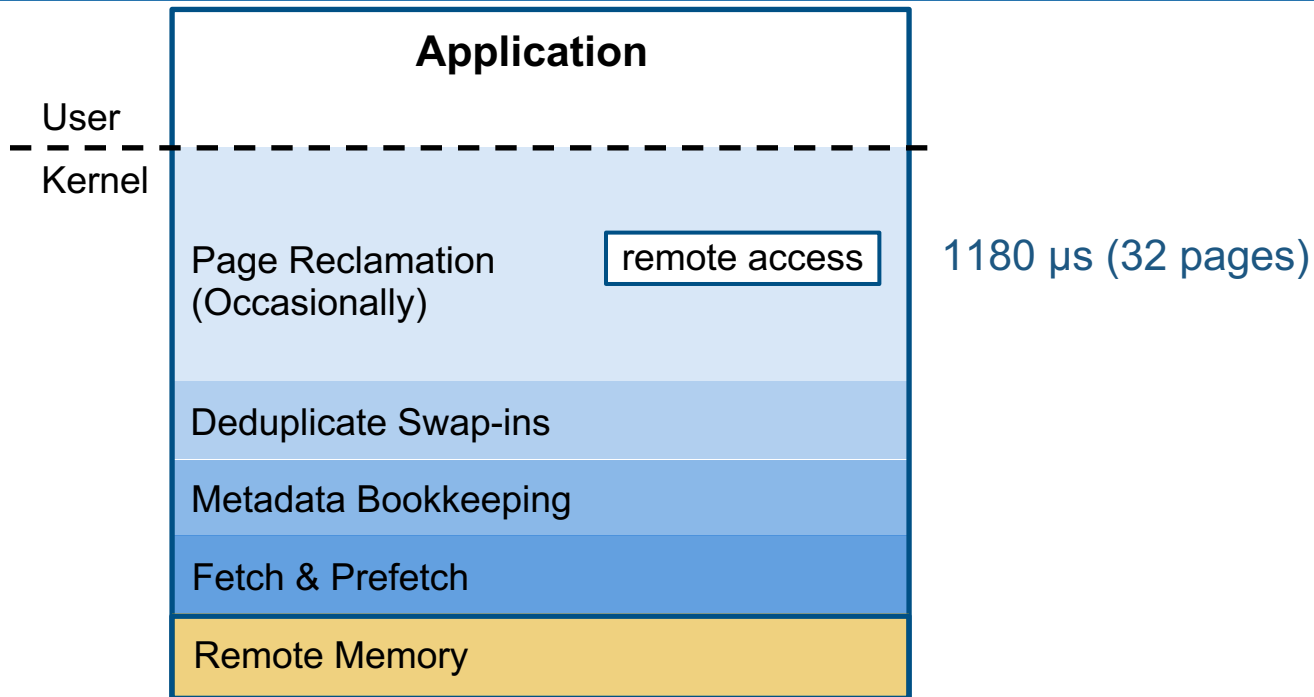 Application
User
Kernel
Page Reclamation
(Occasionally)
remote access
1180 µs (32 pages)
Deduplicate Swap-ins
Metadata Bookkeeping
Fetch & Prefetch
Remote Memory